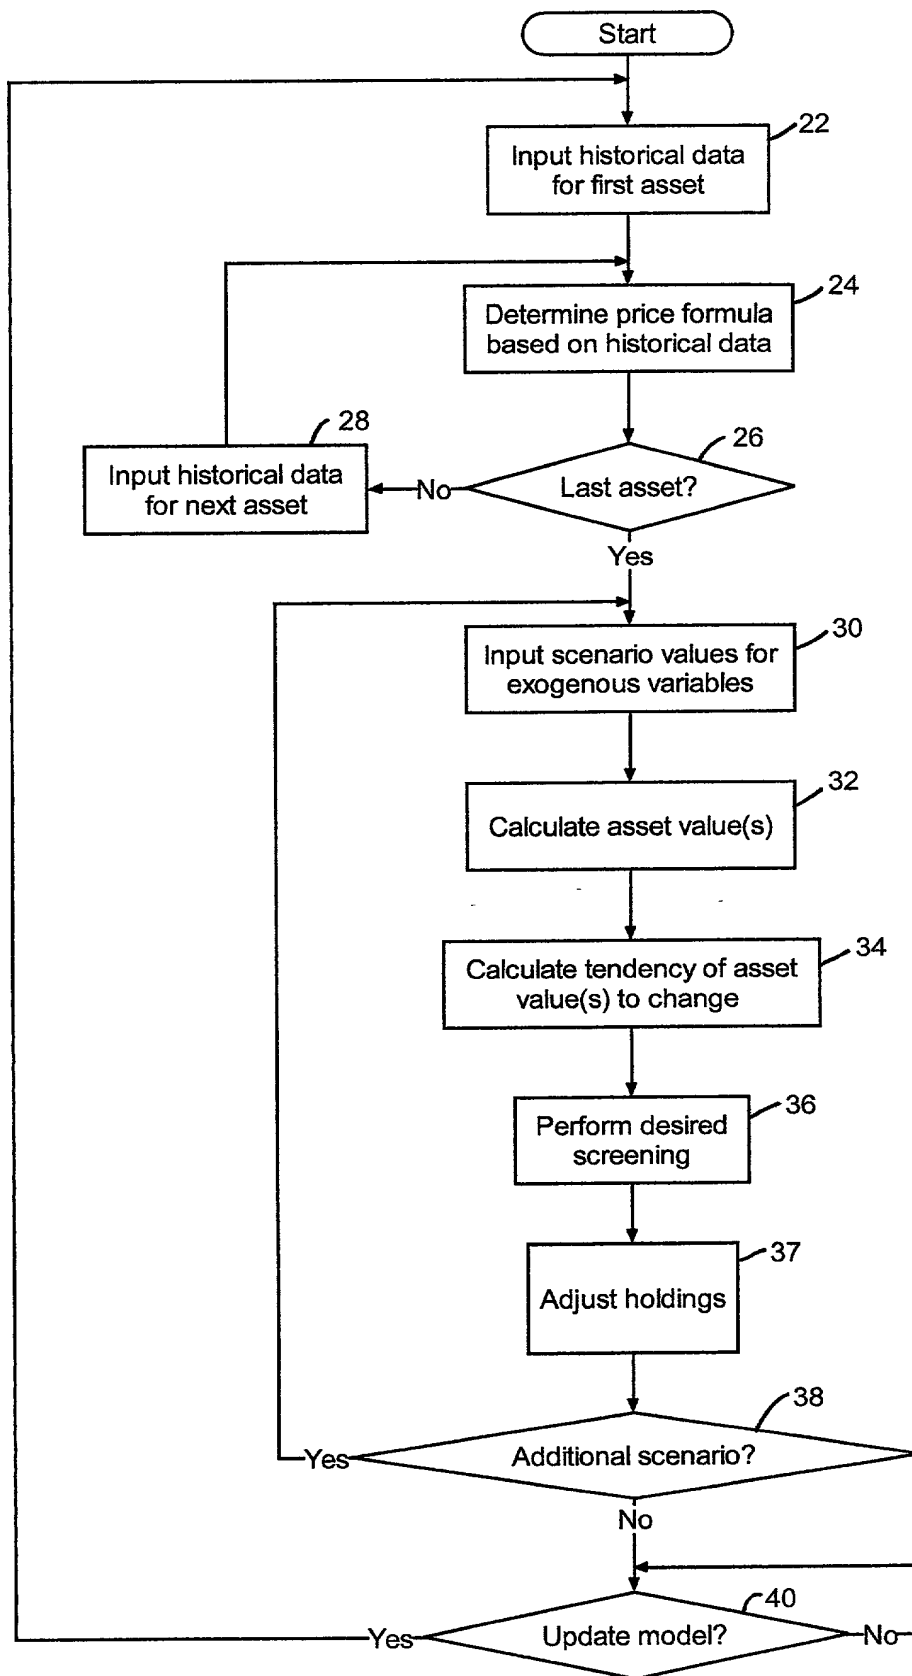 Start
22
Input historical data
for first asset
24
Determine price formula
based on historical data
28
26
Input historical data
for next asset
No
Last asset?
Yes
30
Input scenario values for
exogenous variables
32
Calculate asset value(s)
34
Calculate tendency of asset
value(s) to change
36
Perform desired
screening
37
Adjust holdings
38
Yes
Additional scenario?
No
40
Yes
Update model?
No